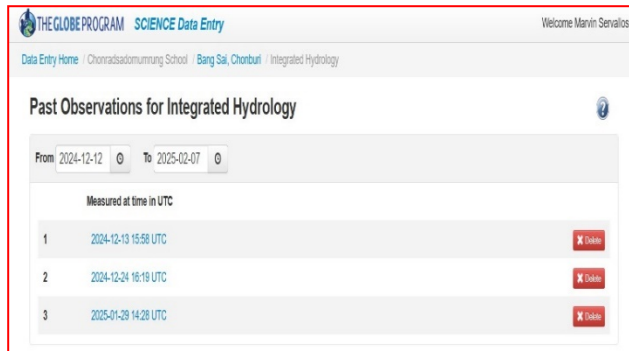 THE GLOBE PROGRAM SCIENCE Data Entry Welcome Marvin Servallos
Data Entry Home / Chonradsadornumrung School / Bang Sai, Chonburi / Integrated Hydrology
Past Observations for Integrated Hydrology ?
From 2024-12-12 To 2025-02-07
Measured at time in UTC
1 2024-12-13 15:58 UTC Delete
2 2024-12-24 16:19 UTC Delete
3 2025-01-29 14:28 UTC Delete